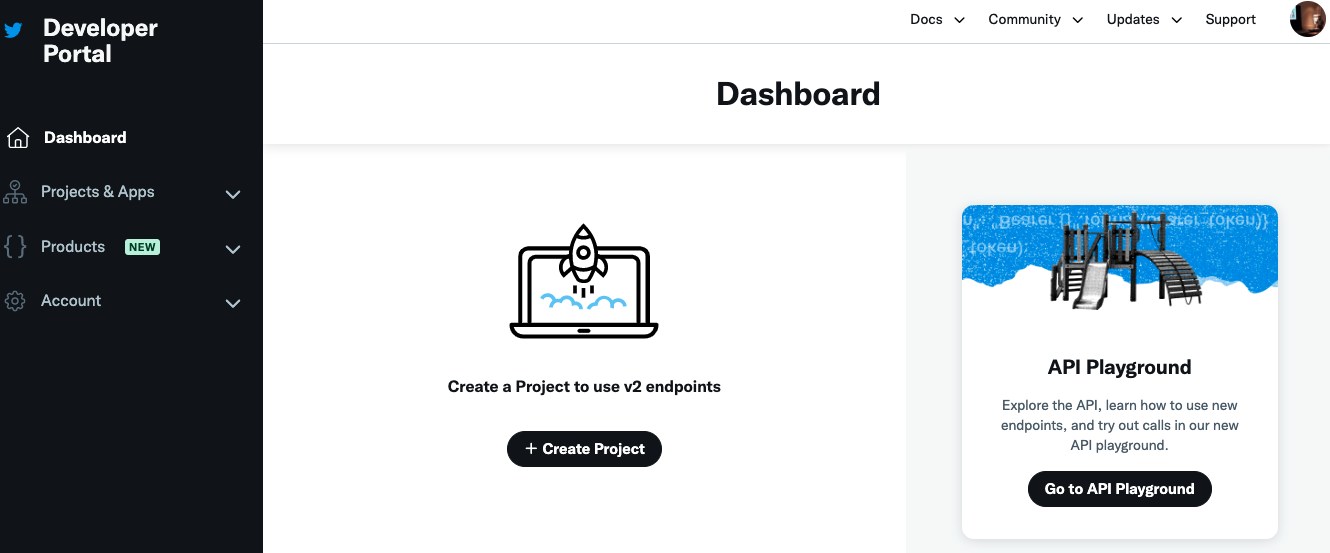 Developer
Portal
Docs
Community
Updates
Support
Dashboard
Dashboard
Projects & Apps
Products NEW
Account
Create a Project to use v2 endpoints
+ Create Project
token);
API Playground
Explore the API, learn how to use new
endpoints, and try out calls in our new
API playground.
Go to API Playground